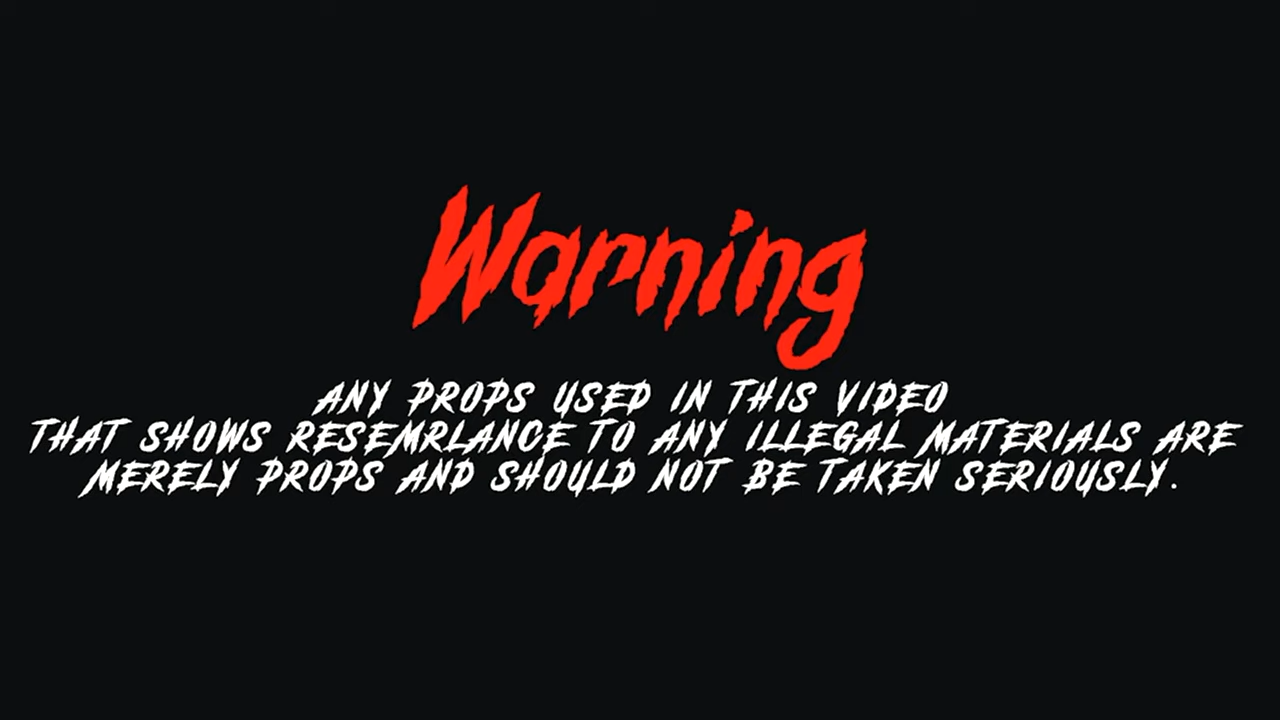 Warning
ANY PROPS USED IN THIS VIDEO
THAT SHOWS RESEMRLANCE TO ANY ILLEGAL MATERIALS ARE
MERELY PROPS AND SHOULD NOT BE TAKEN SERIOUSLY.